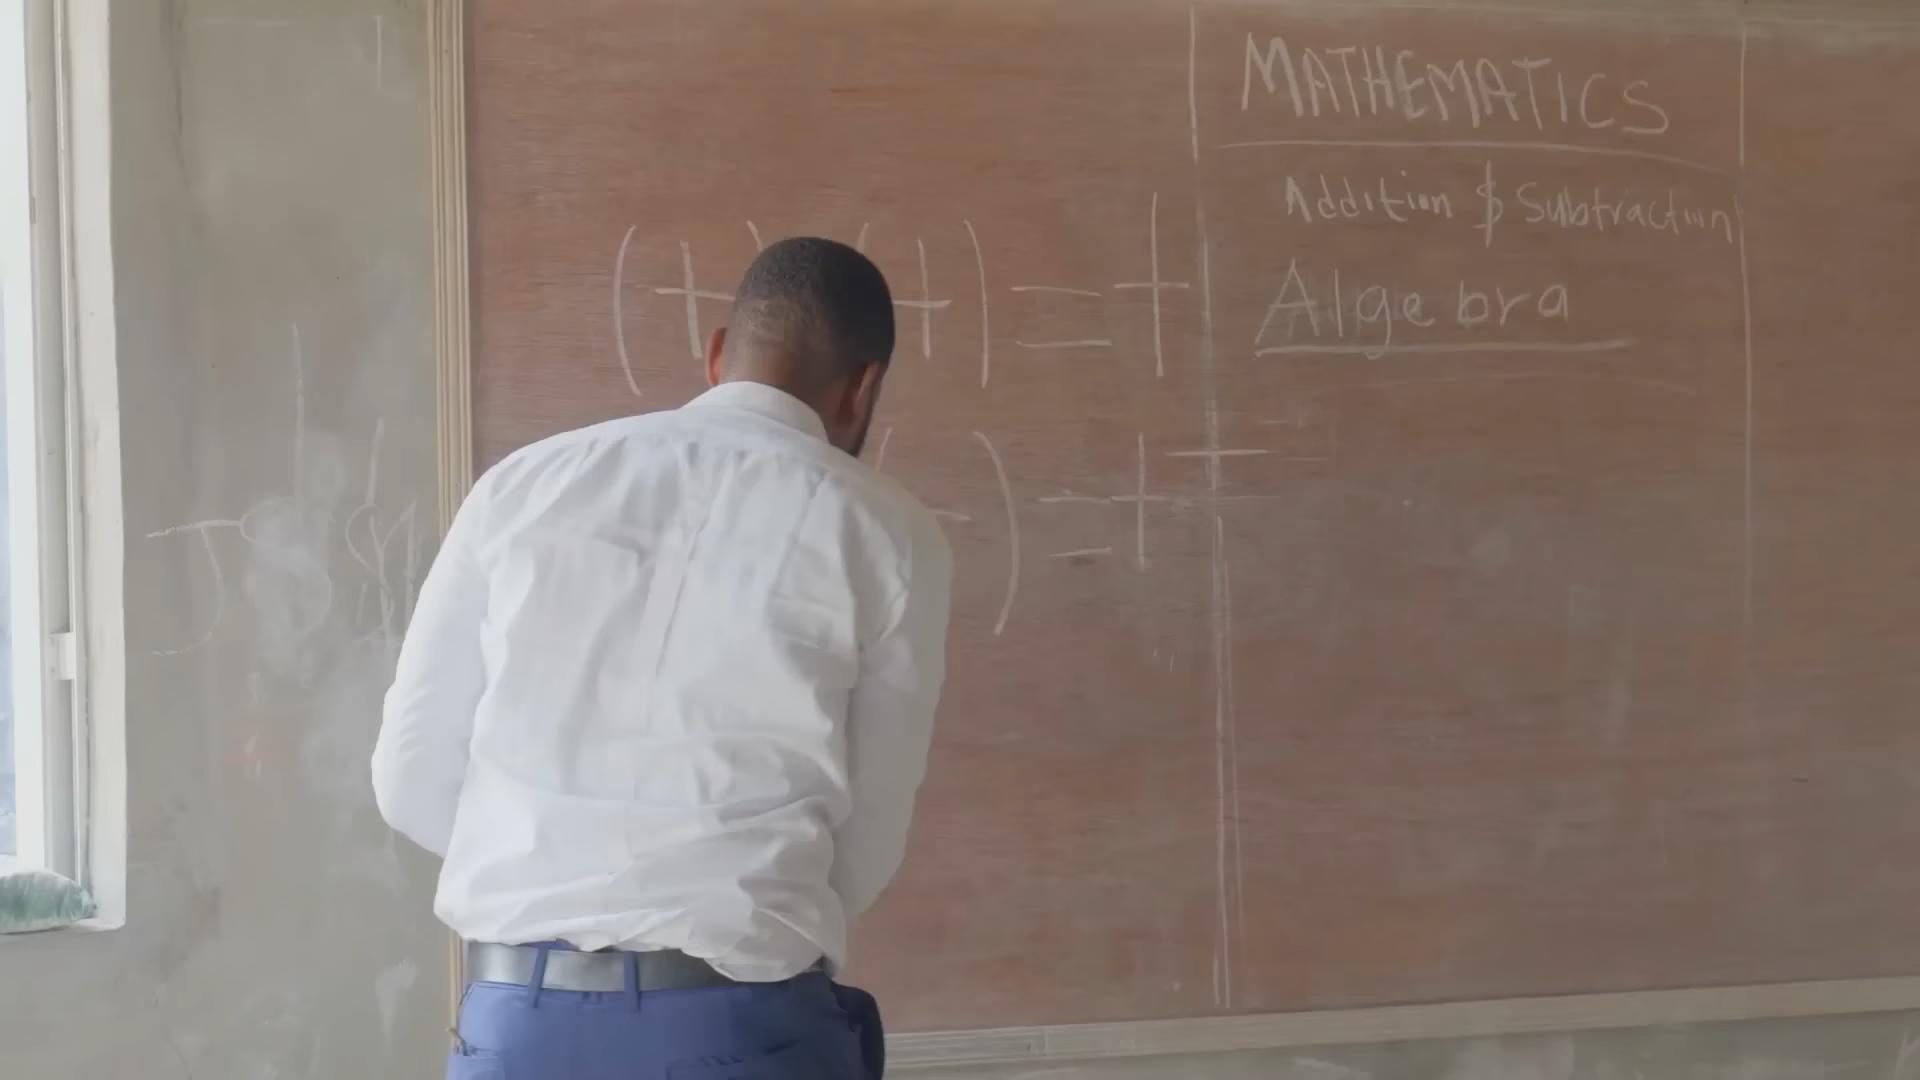 MATHEMATICS
Addition $ Subtraction
Algebra
(+) (+) = +
) = +